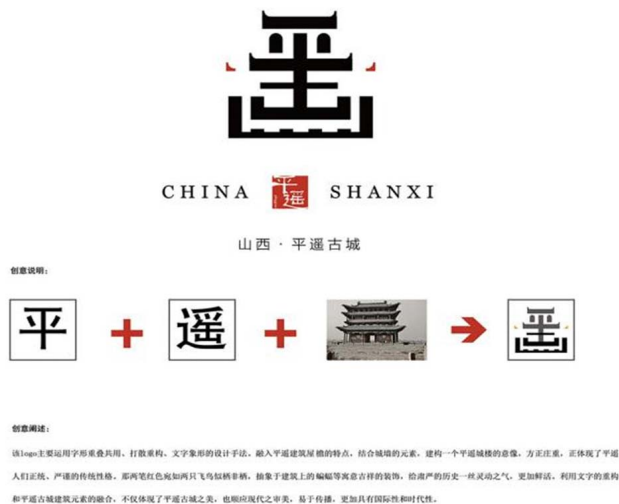 CHINA 平遥 SHANXI
山西·平遥古城
创意说明：
平 + 遥 + →
创意阐述：
该logo主要运用字形重叠共用、打散重构、文字象形的设计手法。融入平遥建筑屋檐的特点，结合城墙的元素，建构一个平遥城楼的意像，方正庄重，正体现了平遥
人们正统、严谨的传统性格。那两笔红色宛如两只飞鸟似栖非栖，抽象于建筑上的蝙蝠等寓意吉祥的装饰，给肃严的历史一丝灵动之气，更加鲜活。利用文字的重构
和平遥古城建筑元素的融合，不仅体现了平遥古城之美，也顺应现代之审美，易于传播，更加具有国际性和时代性。